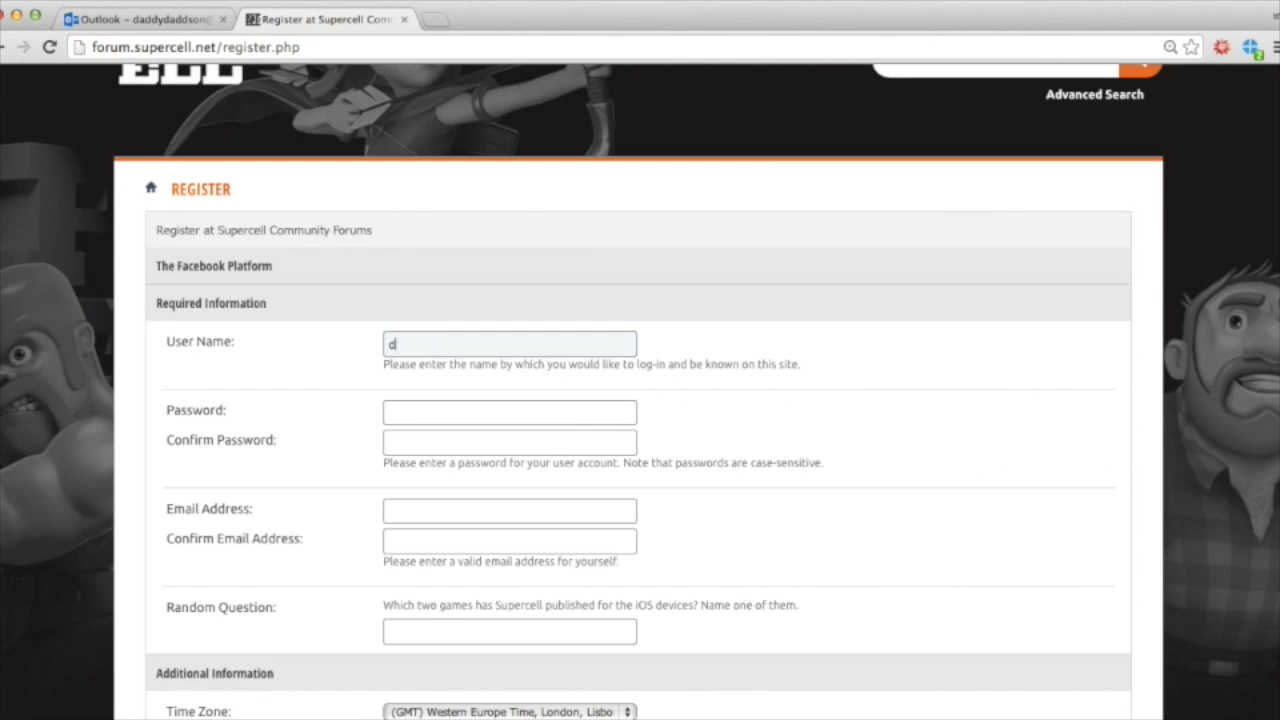 Outlook - daddydaddson@
Register at Supercell Com
forum.supercell.net/register.php
ELL
Advanced Search
REGISTER
Register at Supercell Community Forums
The Facebook Platform
Required Information
User Name:
d
Please enter the name by which you would like to log-in and be known on this site.
Password:
Confirm Password:
Please enter a password for your user account. Note that passwords are case-sensitive.
Email Address:
Confirm Email Address:
Please enter a valid email address for yourself.
Random Question:
Which two games has Supercell published for the iOS devices? Name one of them.
Additional Information
Time Zone:
(GMT) Western Europe Time, London, Lisbo